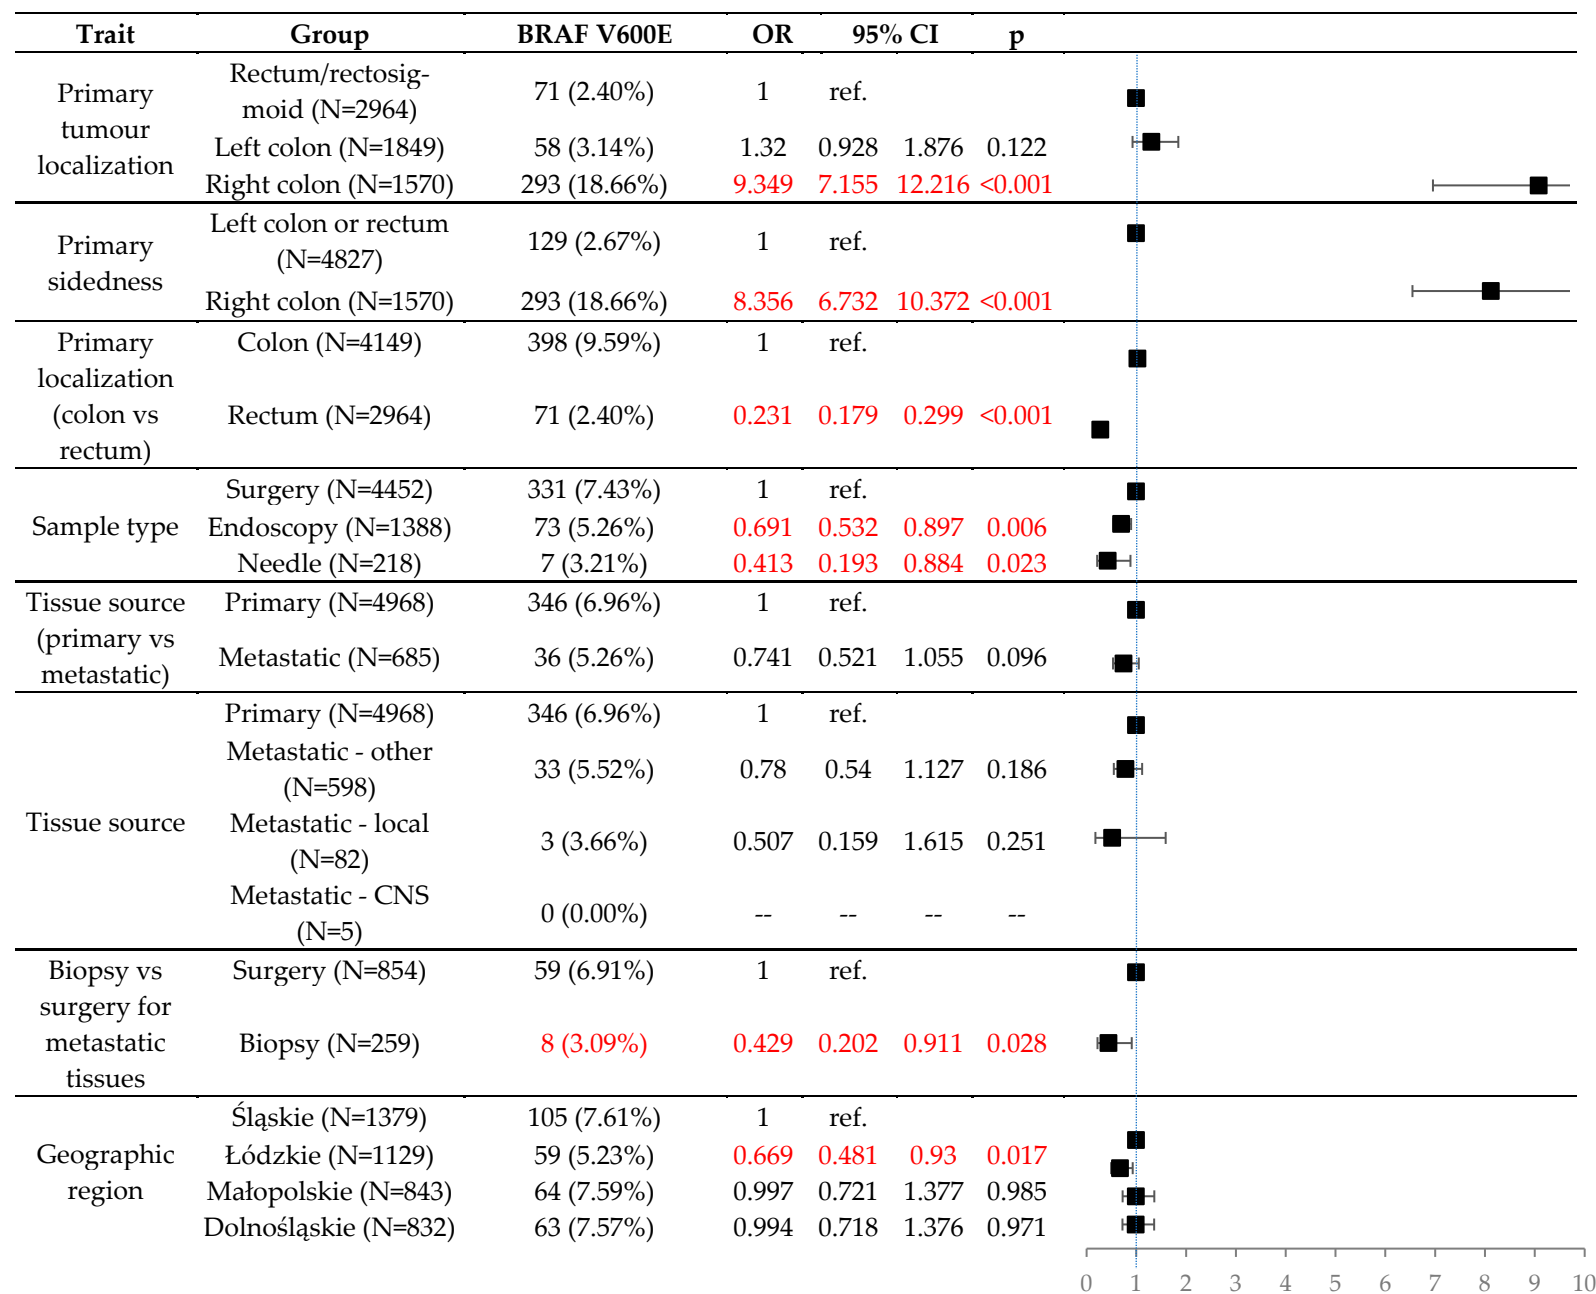 Trait Group BRAF V600E OR 95% CI p
Primary
tumour
localization
Rectum/rectosig-
moid (N=2964)
71 (2.40%) 1 ref.
Left colon (N=1849) 58 (3.14%) 1.32 0.928 1.876 0.122
Right colon (N=1570) 293 (18.66%) 9.349 7.155 12.216 <0.001
Primary
sidedness
Left colon or rectum
(N=4827)
129 (2.67%) 1 ref.
Right colon (N=1570) 293 (18.66%) 8.356 6.732 10.372 <0.001
Primary
localization
(colon vs
rectum)
Colon (N=4149) 398 (9.59%) 1 ref.
Rectum (N=2964) 71 (2.40%) 0.231 0.179 0.299 <0.001
Sample type
Surgery (N=4452) 331 (7.43%) 1 ref.
Endoscopy (N=1388) 73 (5.26%) 0.691 0.532 0.897 0.006
Needle (N=218) 7 (3.21%) 0.413 0.193 0.884 0.023
Tissue source
(primary vs
metastatic)
Primary (N=4968) 346 (6.96%) 1 ref.
Metastatic (N=685) 36 (5.26%) 0.741 0.521 1.055 0.096
Tissue source
Primary (N=4968) 346 (6.96%) 1 ref.
Metastatic - other
(N=598)
33 (5.52%) 0.78 0.54 1.127 0.186
Metastatic - local
(N=82)
3 (3.66%) 0.507 0.159 1.615 0.251
Metastatic - CNS
(N=5)
0 (0.00%) -- -- -- --
Biopsy vs
surgery for
metastatic
tissues
Surgery (N=854) 59 (6.91%) 1 ref.
Biopsy (N=259) 8 (3.09%) 0.429 0.202 0.911 0.028
Geographic
region
Śląskie (N=1379) 105 (7.61%) 1 ref.
Łódzkie (N=1129) 59 (5.23%) 0.669 0.481 0.93 0.017
Małopolskie (N=843) 64 (7.59%) 0.997 0.721 1.377 0.985
Dolnośląskie (N=832) 63 (7.57%) 0.994 0.718 1.376 0.971
0 1 2 3 4 5 6 7 8 9 10